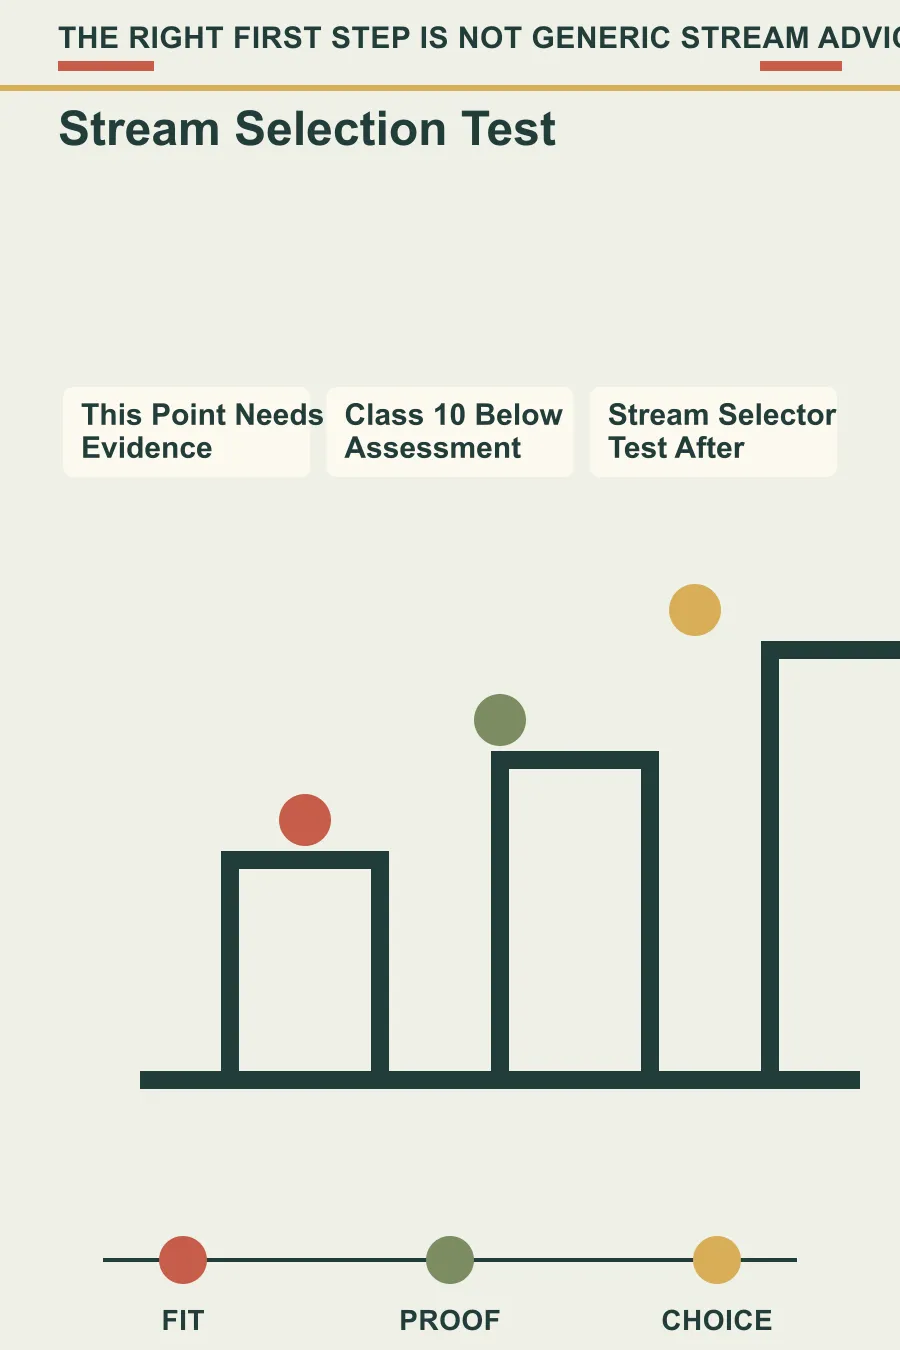 THE RIGHT FIRST STEP IS NOT GENERIC STREAM
Stream Selection Test
This Point Needs
Evidence
Class 10 Below
Assessment
Stream Selector
Test After
FIT
PROOF
CHOICE